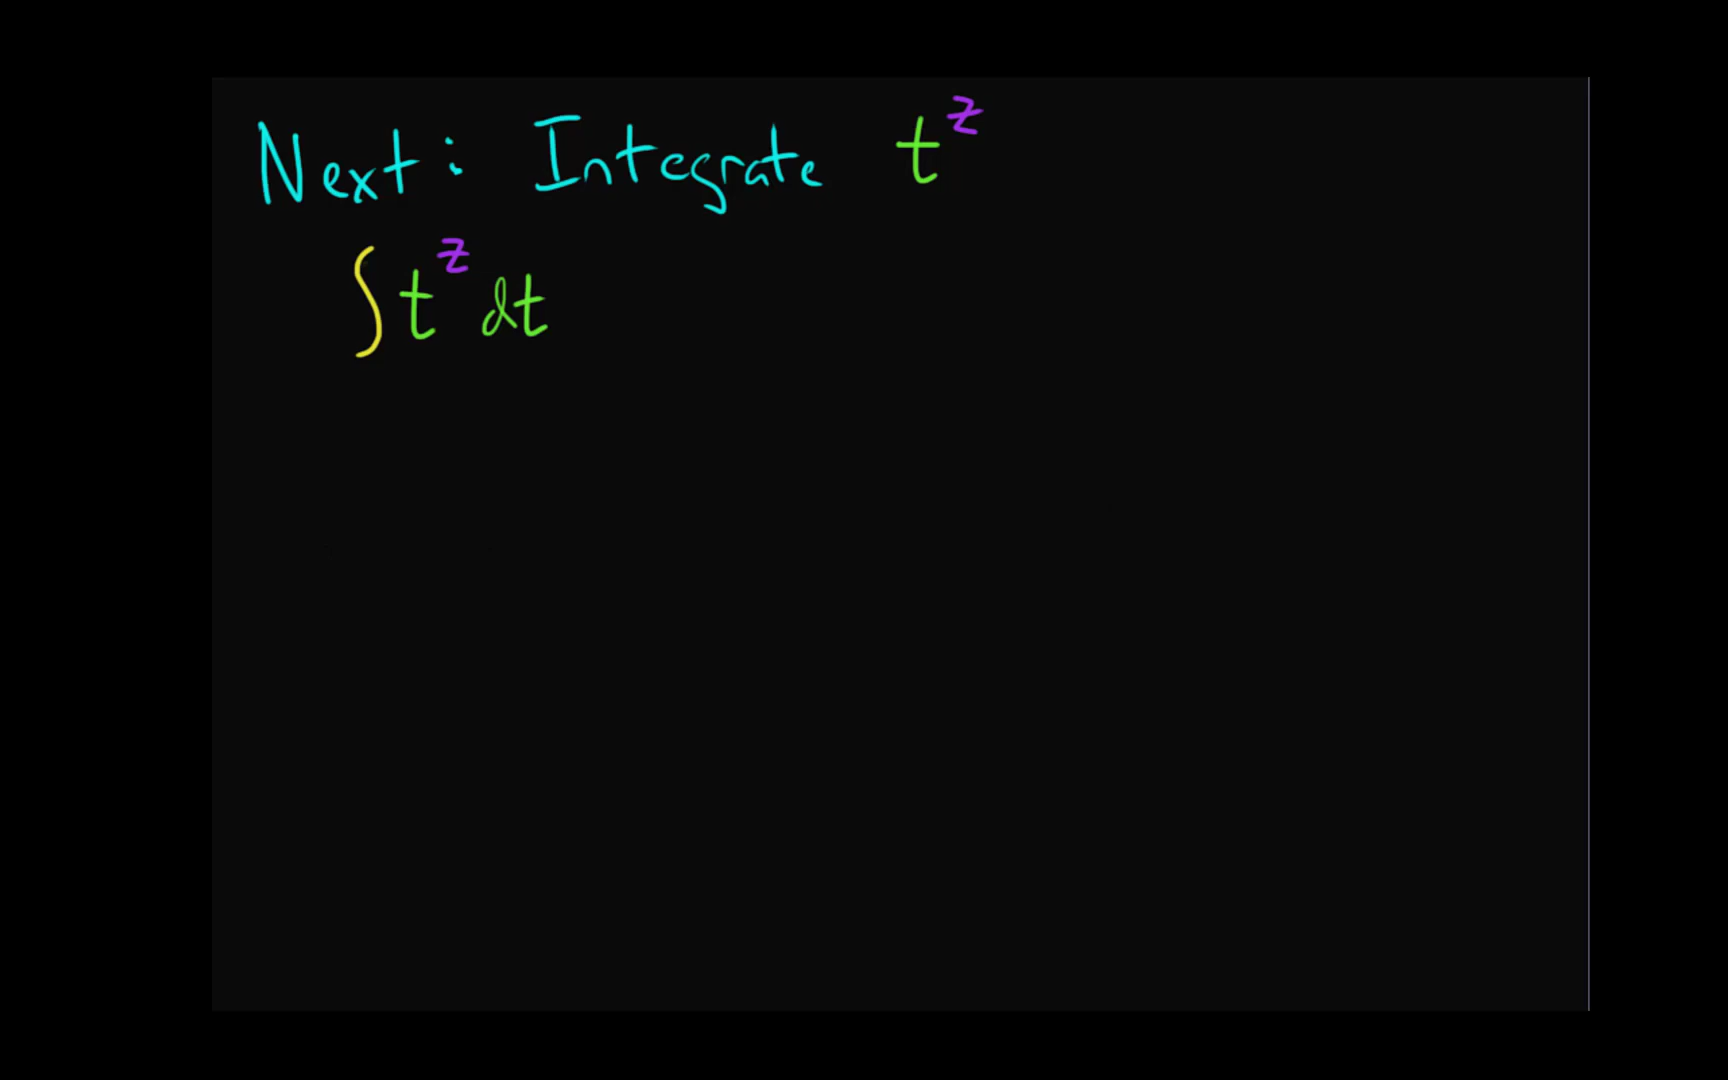 Next: Integrate t^z
∫ t^z dt